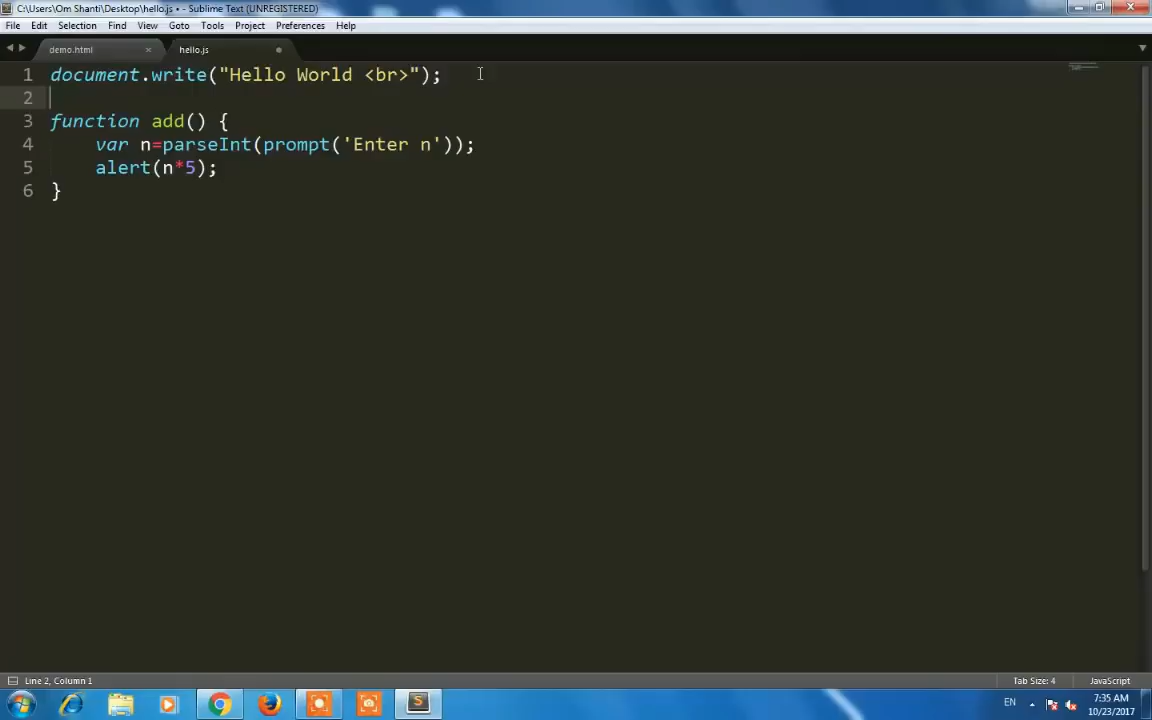 C:\Users\Om Shanti\Desktop\hello.js • - Sublime Text (UNREGISTERED)
File Edit Selection Find View Goto Tools Project Preferences Help
demo.html × hello.js
1 document.write("Hello World <br>");
2
3 function add() {
4 var n=parseInt(prompt('Enter n'));
5 alert(n*5);
6 }
Line 2, Column 1 Tab Size: 4 JavaScript
EN 7:35 AM
10/23/2017